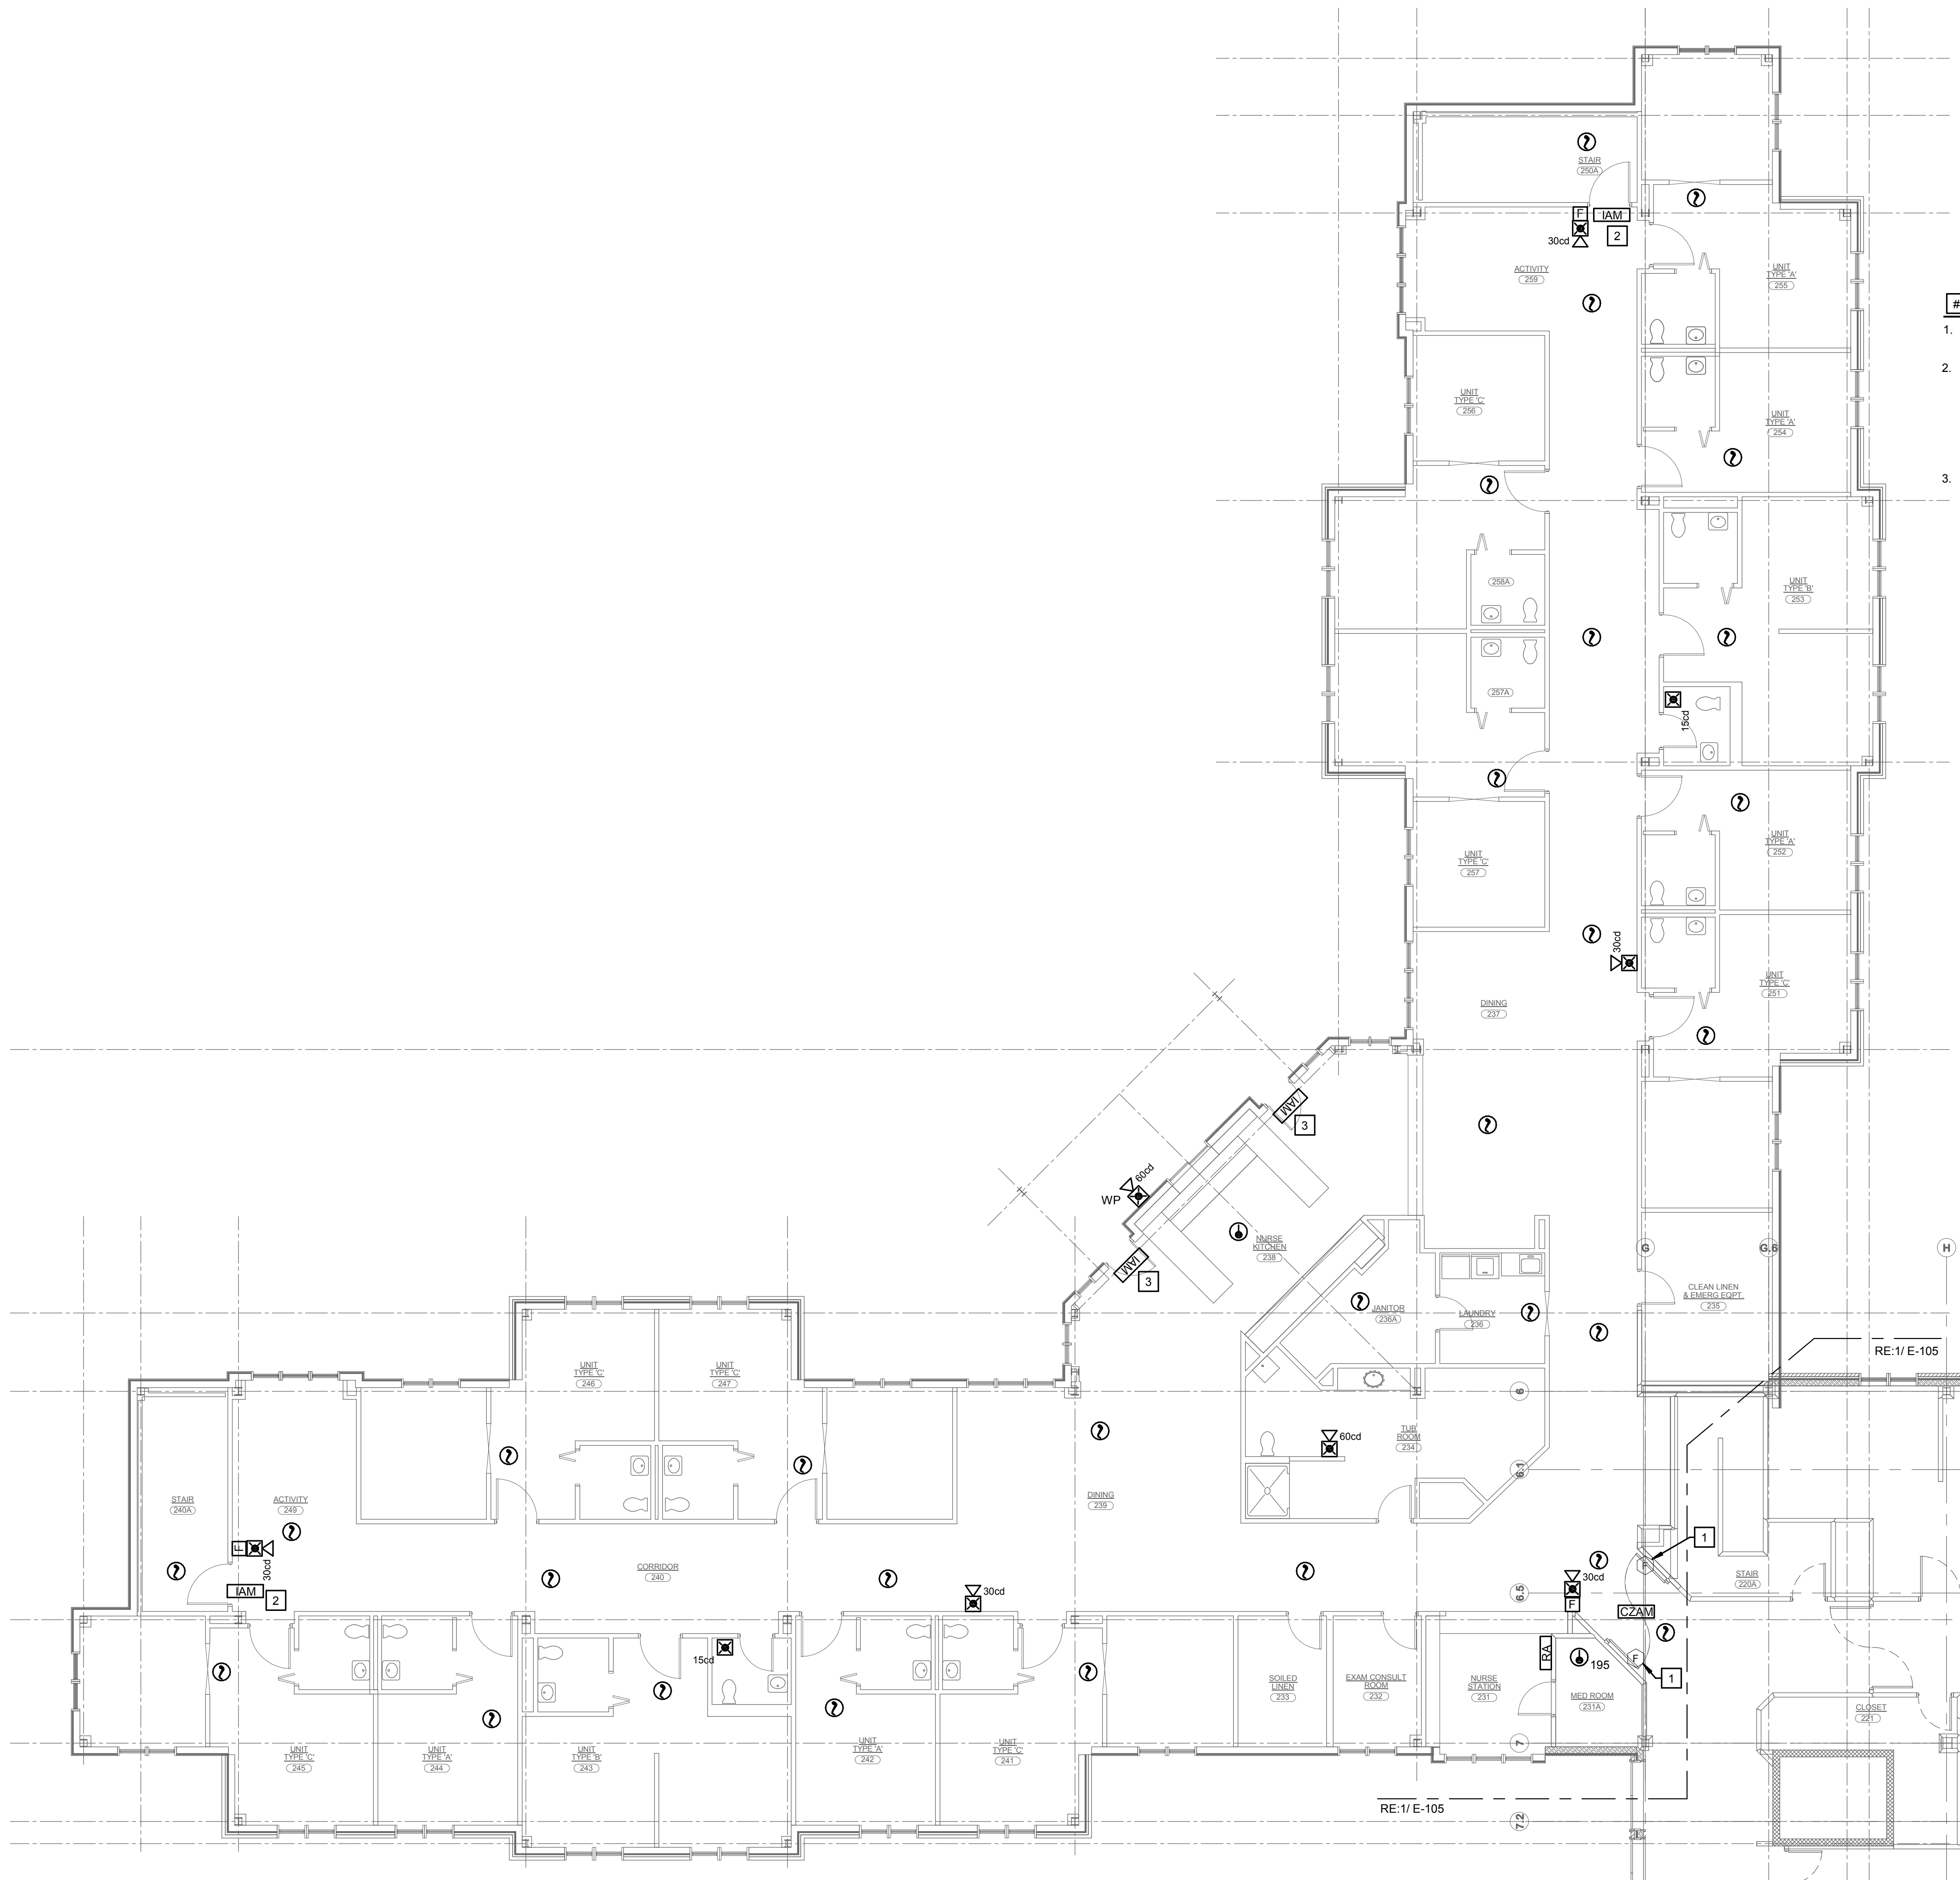 STAIR
250A
F
IAM
30cd
2
ACTIVITY
259
UNIT
TYPE 'A'
255
#
1.
2.
3.
UNIT
TYPE 'C'
256
UNIT
TYPE 'A'
254
258A
UNIT
TYPE 'B'
253
257A
15cd
UNIT
TYPE 'C'
257
UNIT
TYPE 'A'
252
30cd
DINING
237
UNIT
TYPE 'C'
251
IAM
3
60cd
WP
NURSE
KITCHEN
238
IAM
3
G
G.6
H
CLEAN LINEN
& EMERG EQPT.
235
JANITOR
236A
LAUNDRY
236
RE:1/ E-105
UNIT
TYPE 'C'
246
UNIT
TYPE 'C'
247
6
TUB
ROOM
234
60cd
6.1
STAIR
240A
ACTIVITY
249
DINING
239
F
30cd
IAM
2
CORRIDOR
240
30cd
30cd
F
6.5
F
1
STAIR
220A
CZAM
15cd
RA
195
F
1
SOILED
LINEN
233
EXAM CONSULT
ROOM
232
NURSE
STATION
231
MED ROOM
231A
CLOSET
221
UNIT
TYPE 'C'
245
UNIT
TYPE 'A'
244
UNIT
TYPE 'B'
243
UNIT
TYPE 'A'
242
UNIT
TYPE 'C'
241
7
RE:1/ E-105
7.2